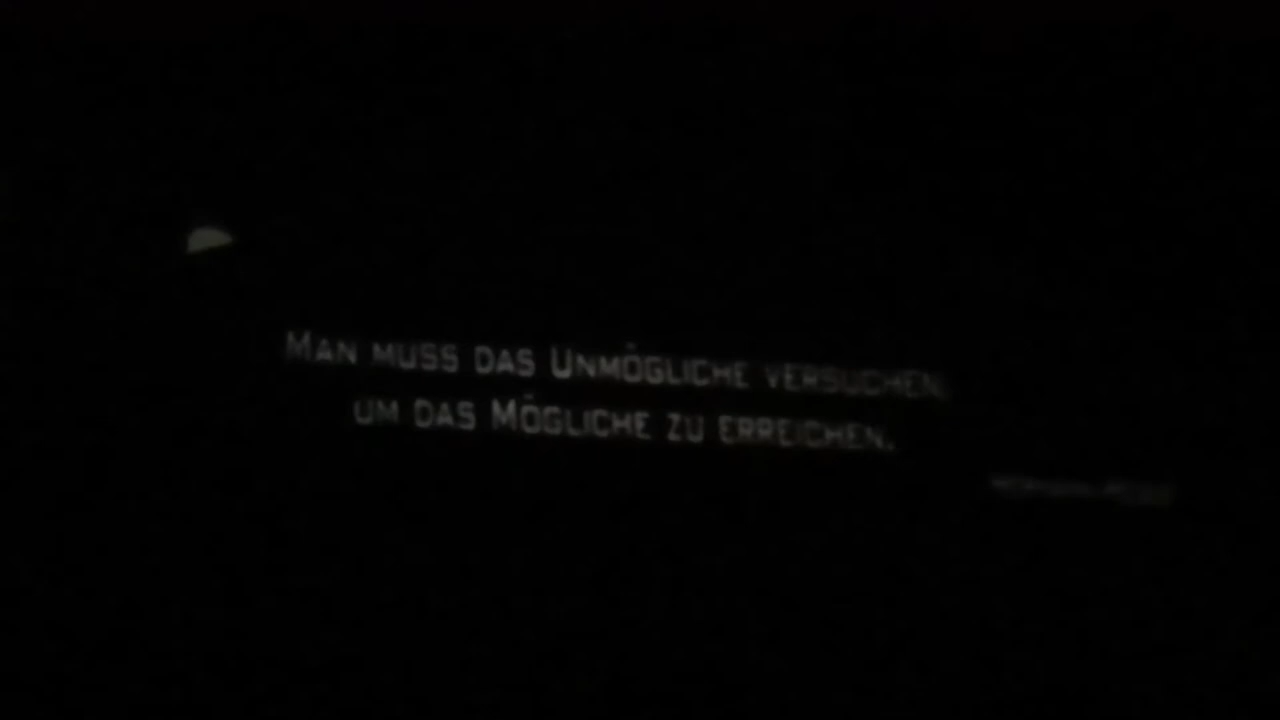 Man muss das Unmögliche versuchen,
um das Mögliche zu erreichen.